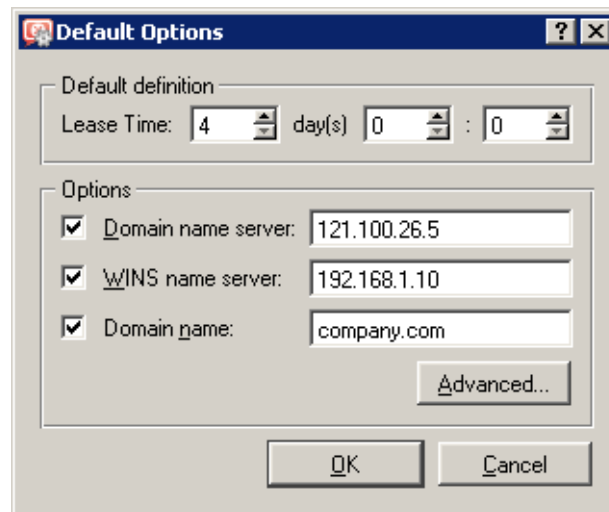 Default Options
Default definition
Lease Time: 4 day(s) 0 : 0
Options
Domain name server: 121.100.26.5
WINS name server: 192.168.1.10
Domain name: company.com
Advanced...
OK Cancel